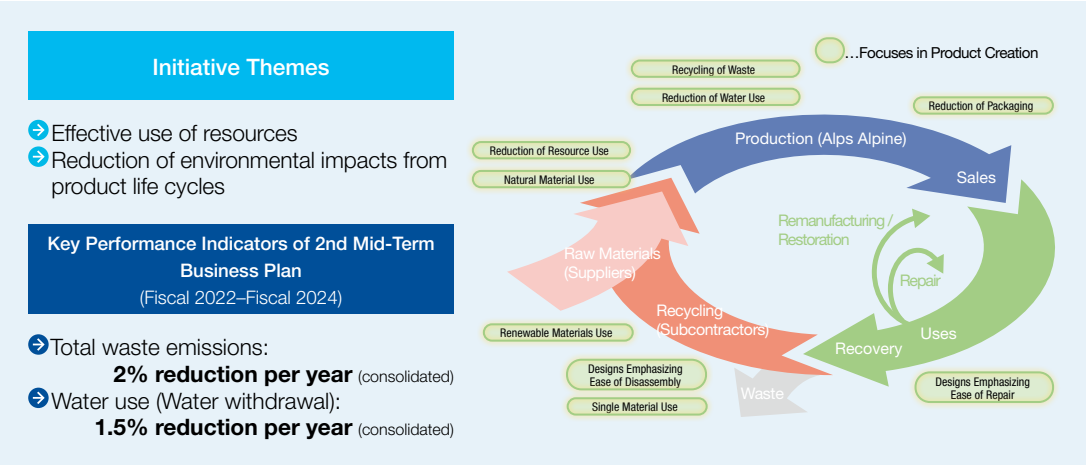 Initiative Themes
Effective use of resources
Reduction of environmental impacts from
product life cycles
Key Performance Indicators of 2nd Mid-Term
Business Plan
(Fiscal 2022–Fiscal 2024)
Total waste emissions:
2% reduction per year (consolidated)
Water use (Water withdrawal):
1.5% reduction per year (consolidated)
…Focuses in Product Creation
Recycling of Waste
Reduction of Water Use
Reduction of Packaging
Production (Alps Alpine)
Reduction of Resource Use
Natural Material Use
Sales
Remanufacturing /
Restoration
Raw Materials
(Suppliers)
Repair
Recycling
(Subcontractors)
Renewable Materials Use
Uses
Recovery
Designs Emphasizing
Ease of Disassembly
Single Material Use
Waste
Designs Emphasizing
Ease of Repair